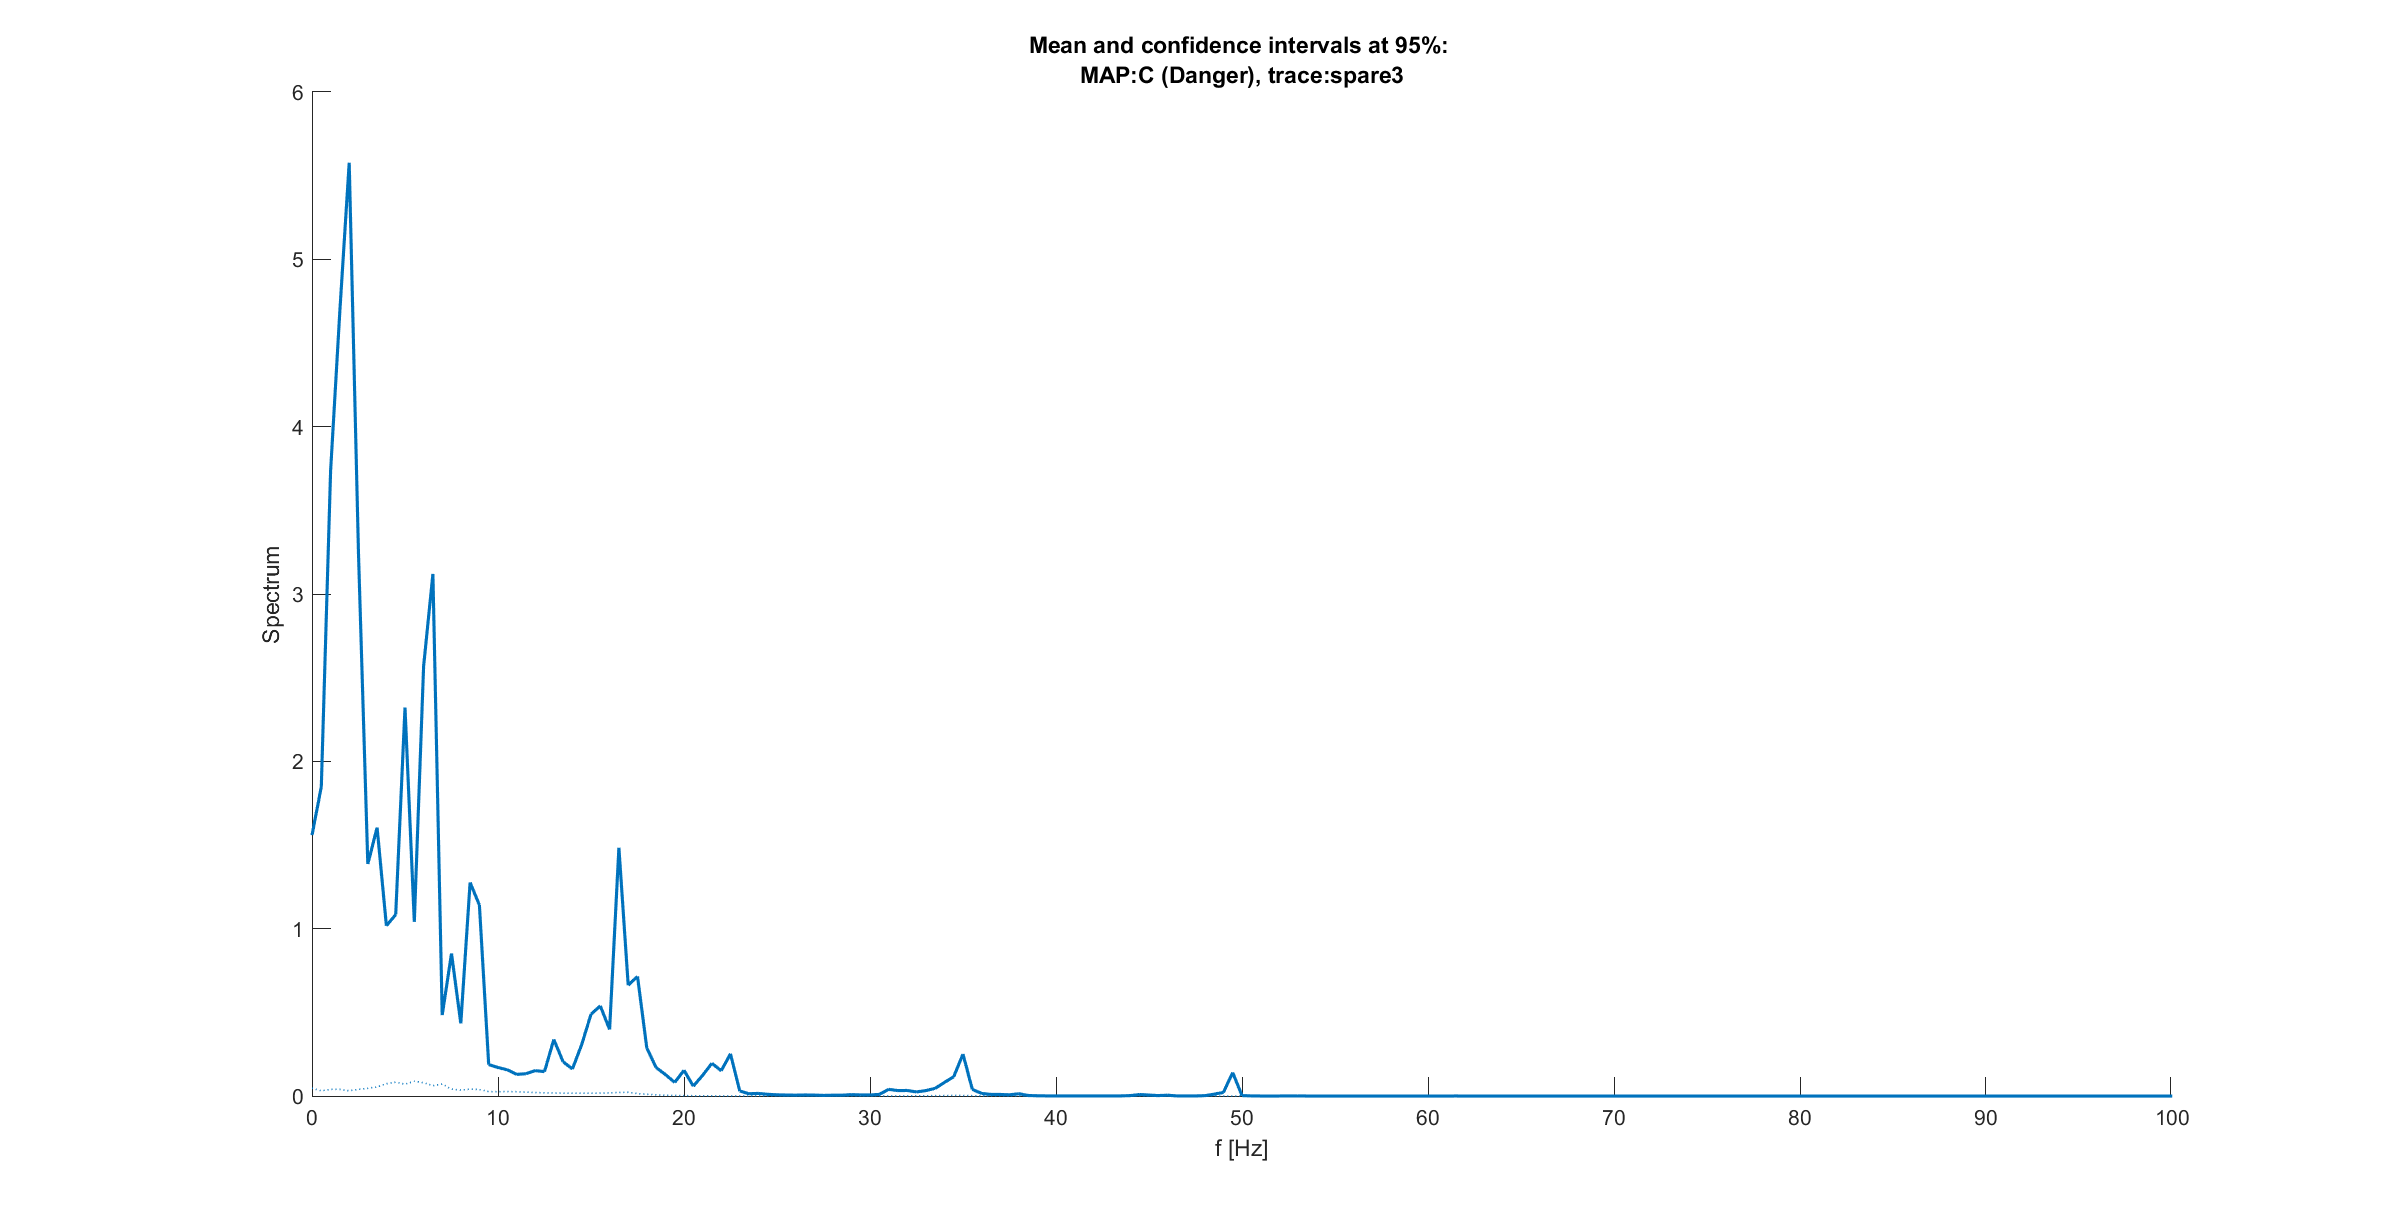 Mean and confidence intervals at 95%:
MAP:C (Danger), trace:spare3
6
5
4
3
2
1
0
Spectrum
0 10 20 30 40 50 60 70 80 90 100
f [Hz]